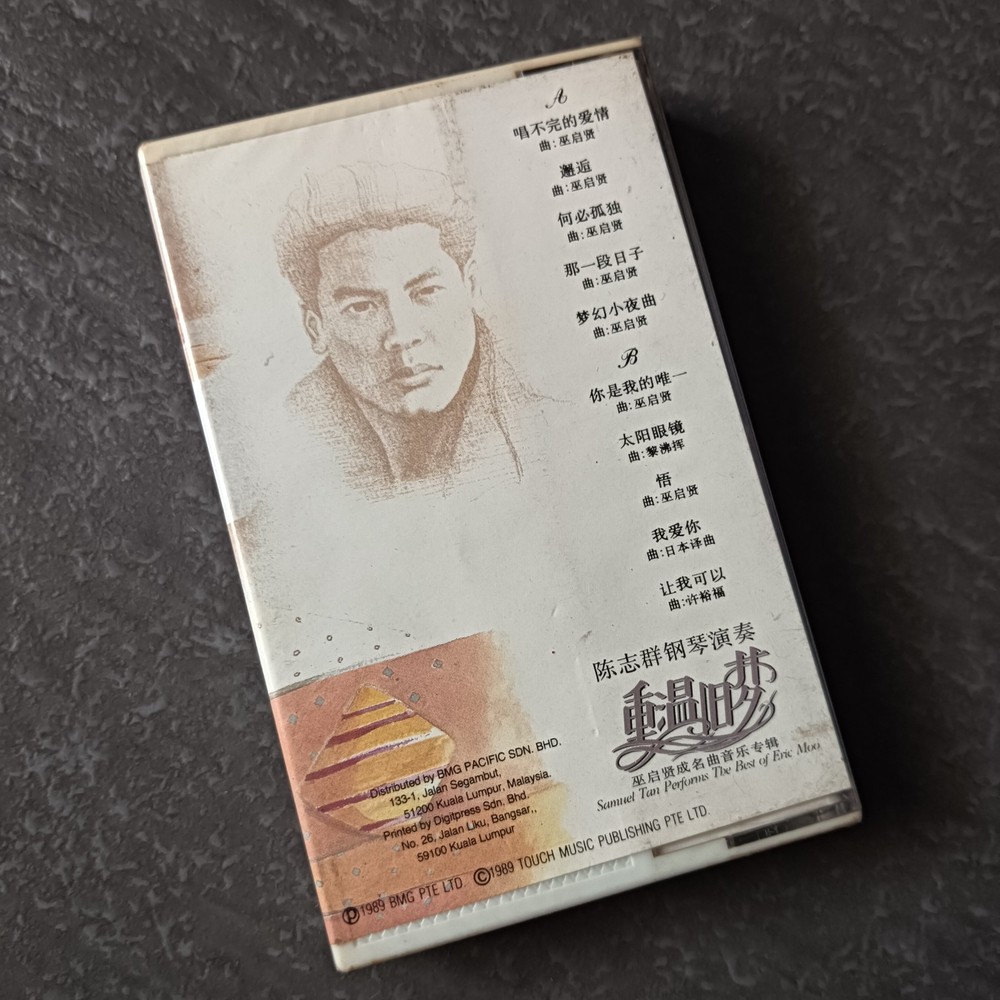 A
唱不完的爱情
曲:巫启贤
邂逅
曲:巫启贤
何必孤独
曲:巫启贤
那一段日子
曲:巫启贤
梦幻小夜曲
曲:巫启贤
B
你是我的唯一
曲:巫启贤
太阳眼镜
曲:黎沸挥
悟
曲:巫启贤
我爱你
曲:日本译曲
让我可以
曲:许裕福
陈志群钢琴演奏
重温旧梦
巫启贤成名曲音乐专辑
Samuel Tan Performs The Best of Eric Moo
Distributed by BMG PACIFIC SDN. BHD.
133-1, Jalan Segambut,
51200 Kuala Lumpur, Malaysia.
Printed by Digitpress Sdn. Bhd.
No. 26, Jalan Liku, Bangsar,,
59100 Kuala Lumpur
Ⓟ1989 BMG PTE LTD. ©1989 TOUCH MUSIC PUBLISHING PTE LTD.